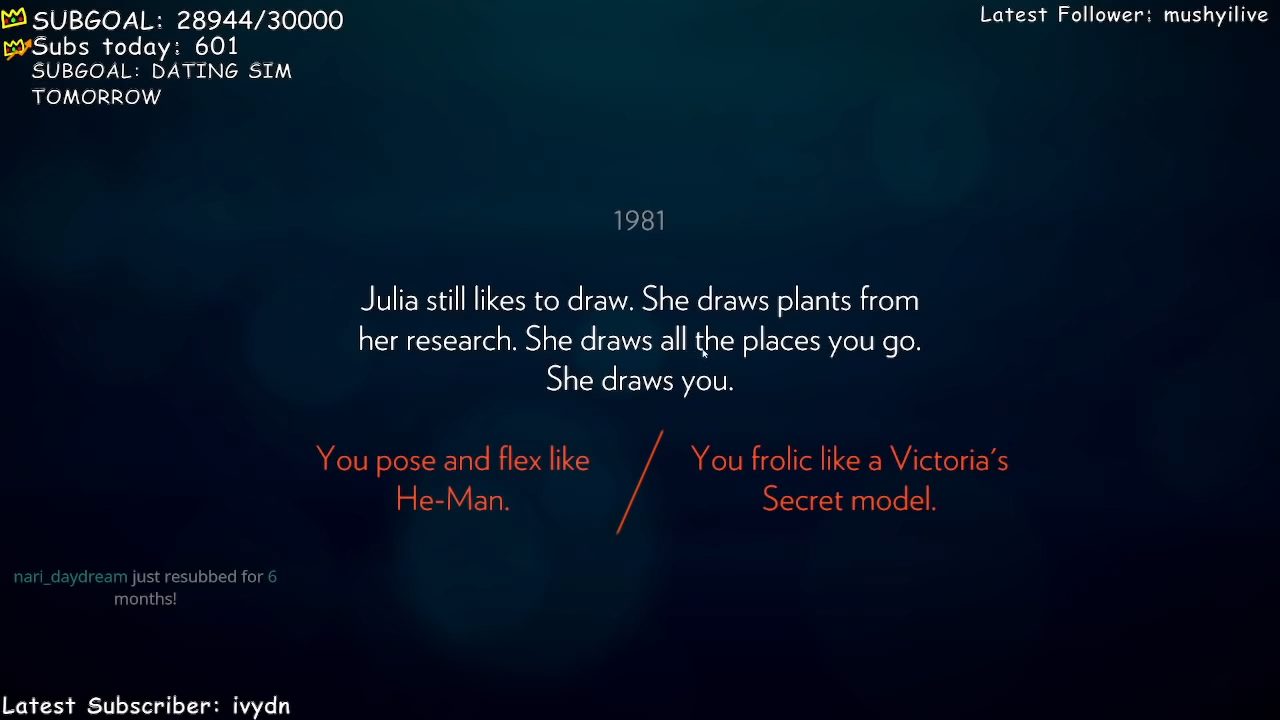 SUBGOAL: 28944/30000
Latest Follower: mushyilive
Subs today: 601
SUBGOAL: DATING SIM
TOMORROW
1981
Julia still likes to draw. She draws plants from
her research. She draws all the places you go.
She draws you.
You pose and flex like
He-Man.
You frolic like a Victoria's
Secret model.
nari_daydream just resubbed for 6
months!
Latest Subscriber: ivydn